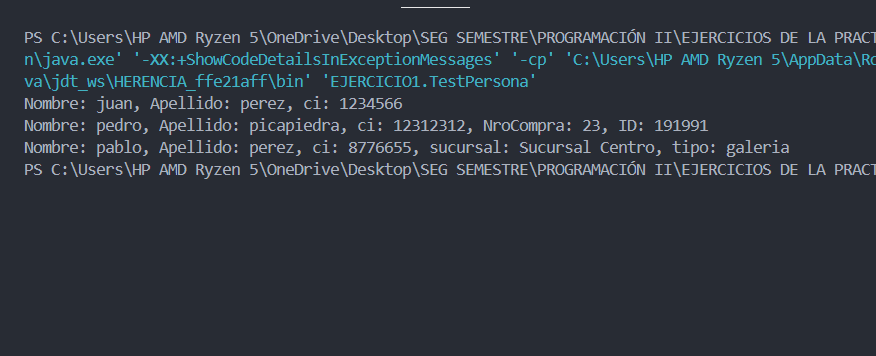 PS C:\Users\HP AMD Ryzen 5\OneDrive\Desktop\SEG SEMESTRE\PROGRAMACIÓN II\EJERCICIOS DE LA PRACT
n\java.exe' '-XX:+ShowCodeDetailsInExceptionMessages' '-cp' 'C:\Users\HP AMD Ryzen 5\AppData\Ro
va\jdt_ws\HERENCIA_ffe21aff\bin' 'EJERCICIO1.TestPersona'
Nombre: juan, Apellido: perez, ci: 1234566
Nombre: pedro, Apellido: picapiedra, ci: 12312312, NroCompra: 23, ID: 191991
Nombre: pablo, Apellido: perez, ci: 8776655, sucursal: Sucursal Centro, tipo: galeria
PS C:\Users\HP AMD Ryzen 5\OneDrive\Desktop\SEG SEMESTRE\PROGRAMACIÓN II\EJERCICIOS DE LA PRACT